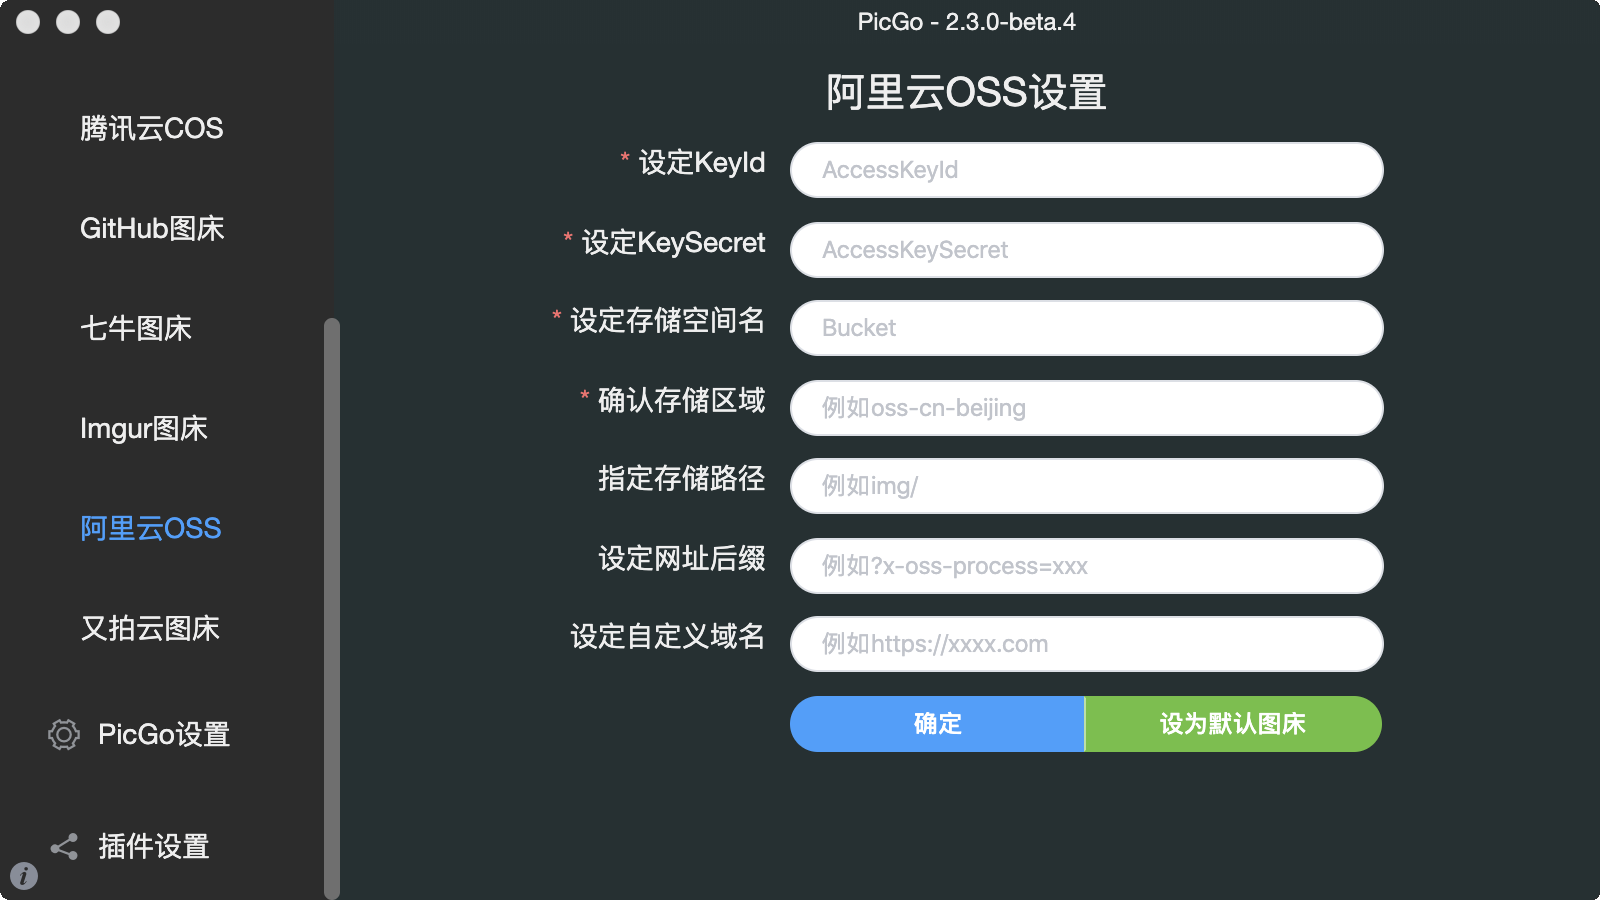 PicGo - 2.3.0-beta.4
腾讯云COS
GitHub图床
七牛图床
Imgur图床
阿里云OSS
又拍云图床
PicGo设置
插件设置
i
阿里云OSS设置
* 设定KeyId
AccessKeyId
* 设定KeySecret
AccessKeySecret
* 设定存储空间名
Bucket
* 确认存储区域
例如oss-cn-beijing
指定存储路径
例如img/
设定网址后缀
例如?x-oss-process=xxx
设定自定义域名
例如https://xxxx.com
确定
设为默认图床